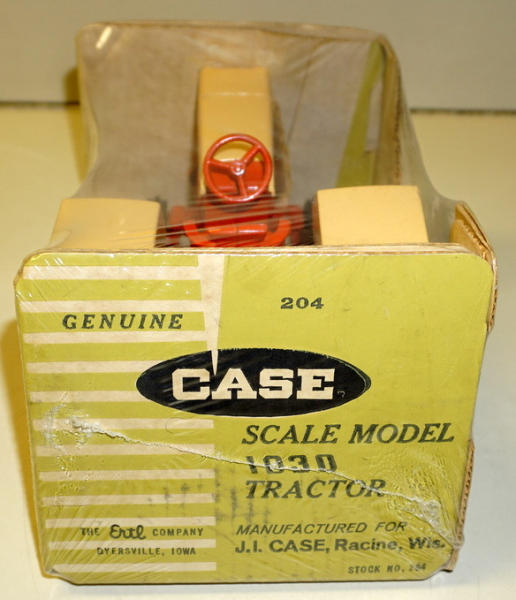 204
GENUINE
CASE
SCALE MODEL
1030
TRACTOR
THE Ertl COMPANY
DYERSVILLE, IOWA
MANUFACTURED FOR
J.I. CASE, Racine, Wis.
STOCK NO. 204